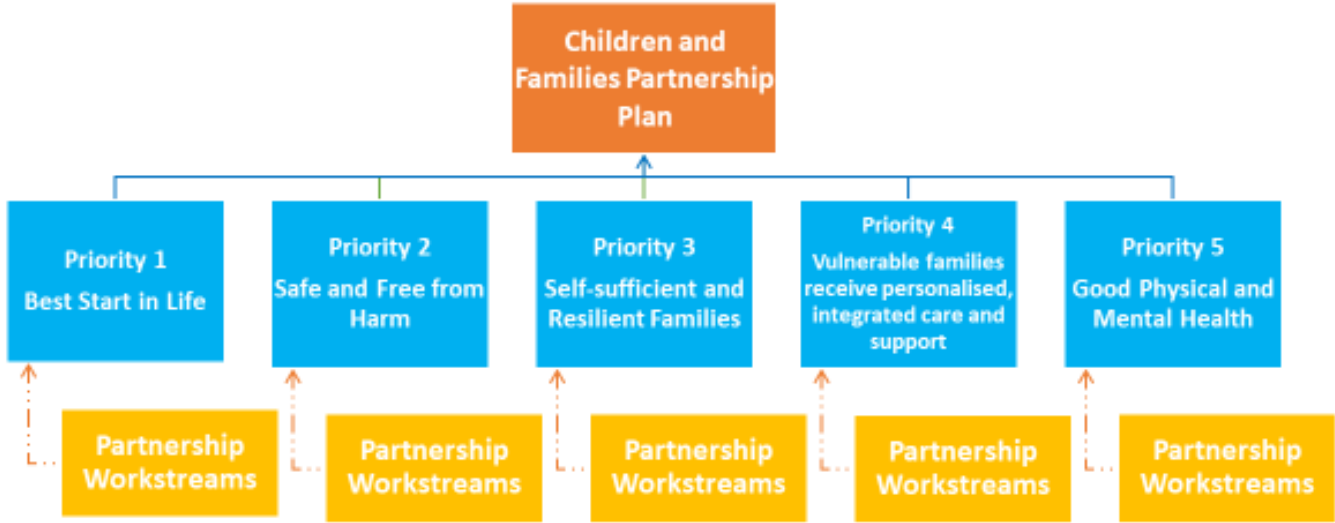 Children and
Families Partnership
Plan
Priority 1
Best Start in Life
Priority 2
Safe and Free from
Harm
Priority 3
Self-sufficient and
Resilient Families
Priority 4
Vulnerable families
receive personalised,
integrated care and
support
Priority 5
Good Physical and
Mental Health
Partnership
Workstreams
Partnership
Workstreams
Partnership
Workstreams
Partnership
Workstreams
Partnership
Workstreams